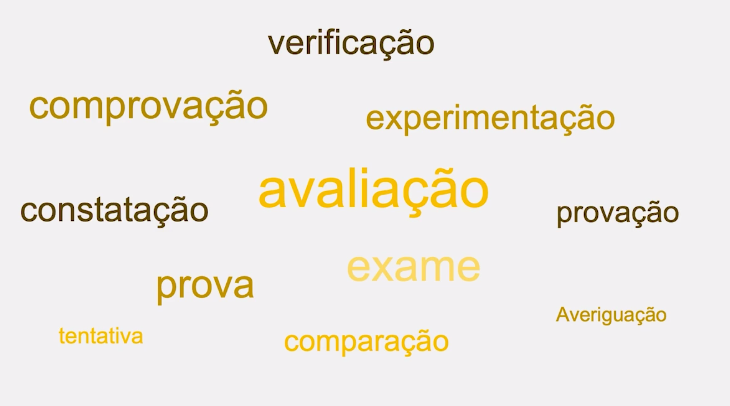 verificação
comprovação
experimentação
avaliação
constatação
provação
exame
prova
Averiguação
tentativa
comparação